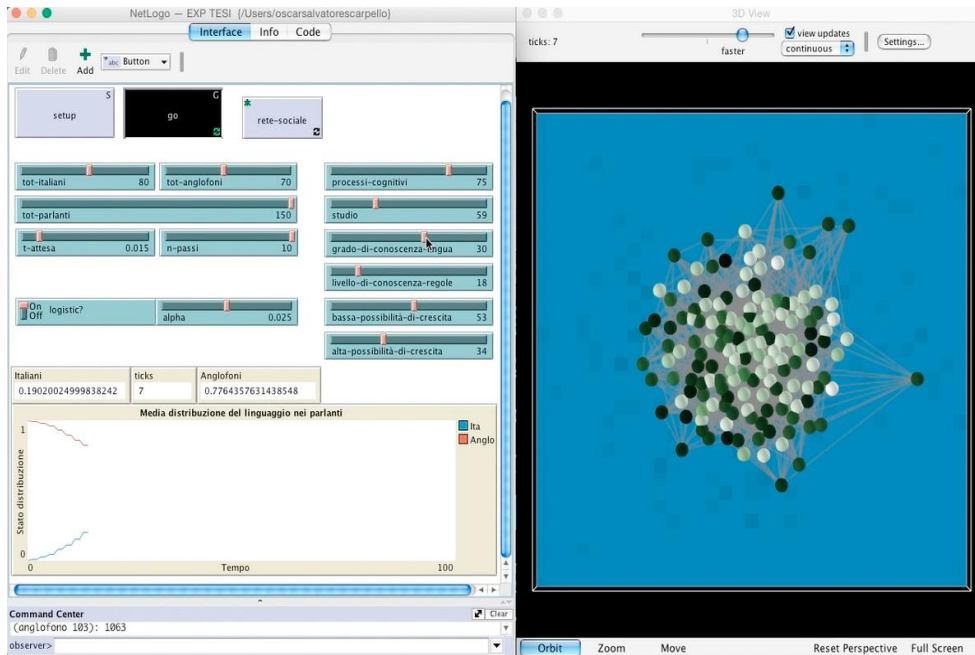 NetLogo — EXP TESI {/Users/oscarsalvatorescarpello}
Interface Info Code
Edit Delete Add abc Button
setup S
go G
rete-sociale
tot-italiani 80
tot-anglofoni 70
processi-cognitivi 75
tot-parlanti 150
studio 59
t-attesa 0.015
n-passi 10
grado-di-conoscenza-lingua 30
livello-di-conoscenza-regole 18
On
Off logistic?
alpha 0.025
bassa-possibilità-di-crescita 53
alta-possibilità-di-crescita 34
Italiani
0.19020024999838242
ticks
7
Anglofoni
0.7764357631438548
Media distribuzione del linguaggio nei parlanti
Stato distribuzione
1
0
0 Tempo 100
Ita
Anglo
Command Center Clear
(anglofono 103): 1063
observer>
3D View
ticks: 7
faster
view updates
continuous
Settings...
Orbit Zoom Move Reset Perspective Full Screen